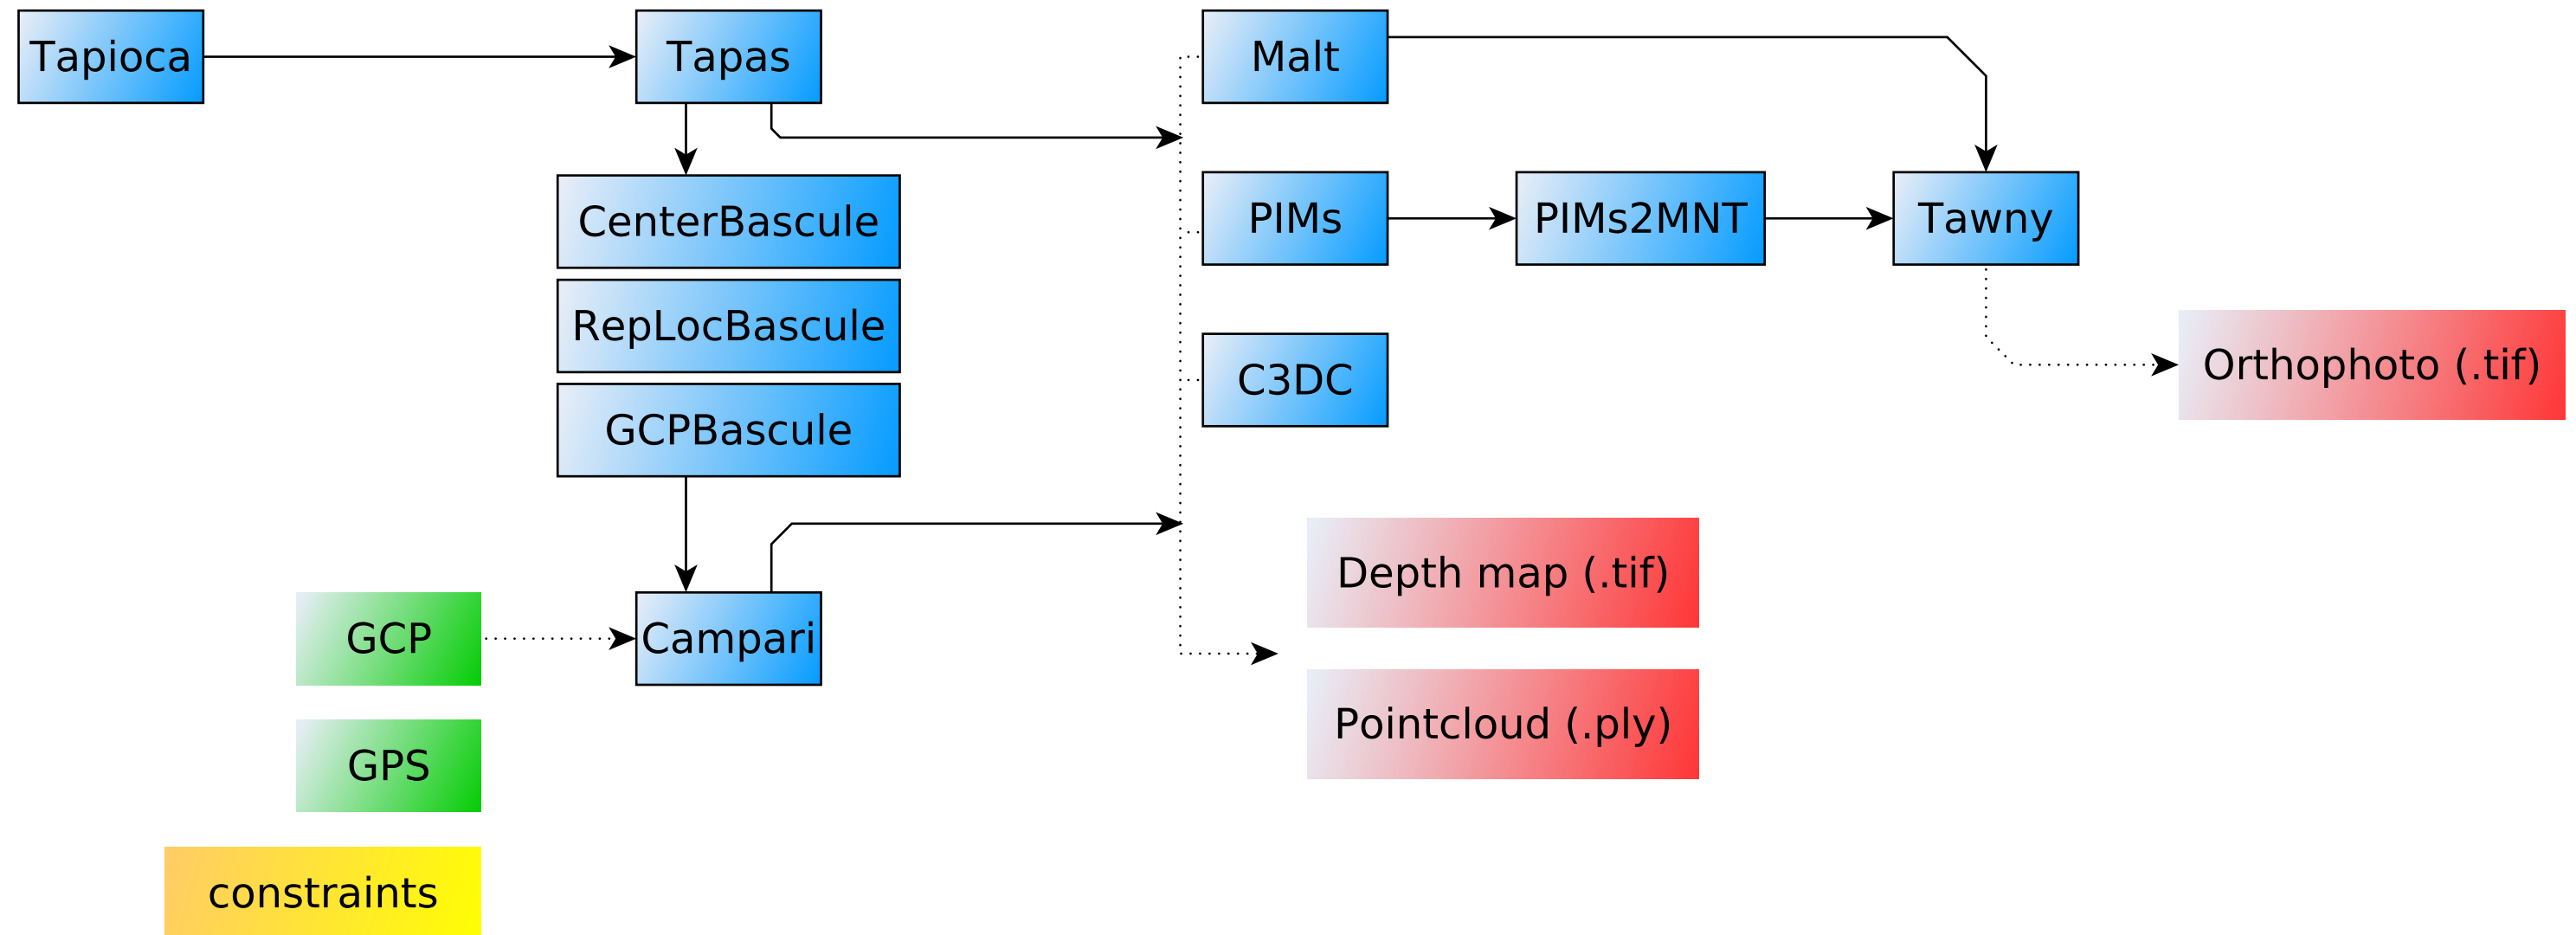 Tapioca
Tapas
Malt
CenterBascule
PIMs
PIMs2MNT
Tawny
RepLocBascule
C3DC
Orthophoto (.tif)
GCPBascule
Depth map (.tif)
GCP
Campari
Pointcloud (.ply)
GPS
constraints